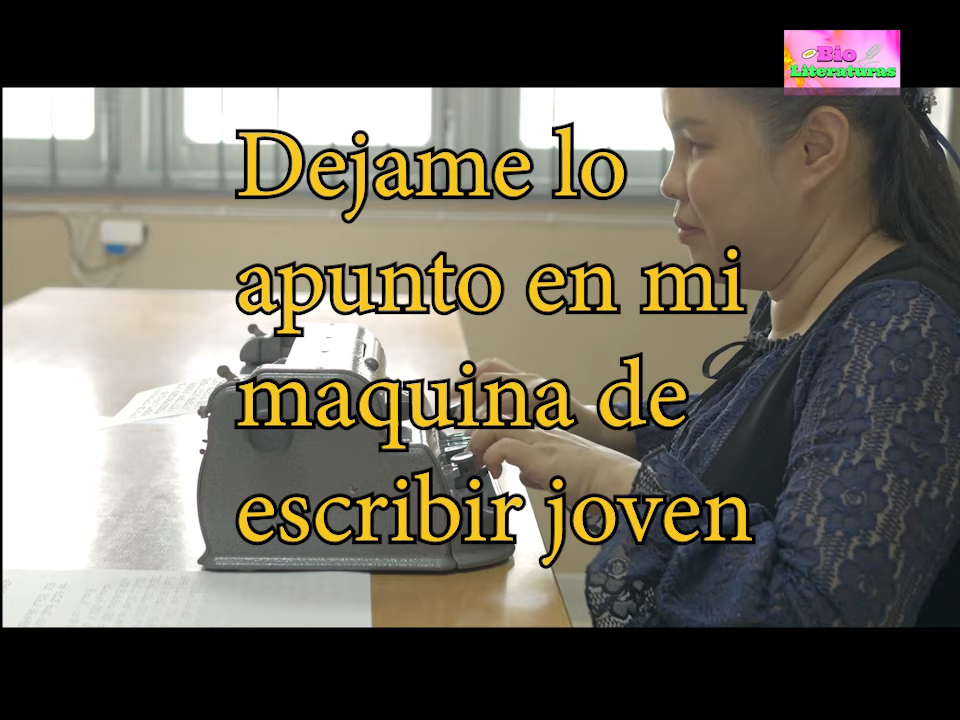 Bio
Literaturas
Dejame lo
apunto en mi
maquina de
escribir joven